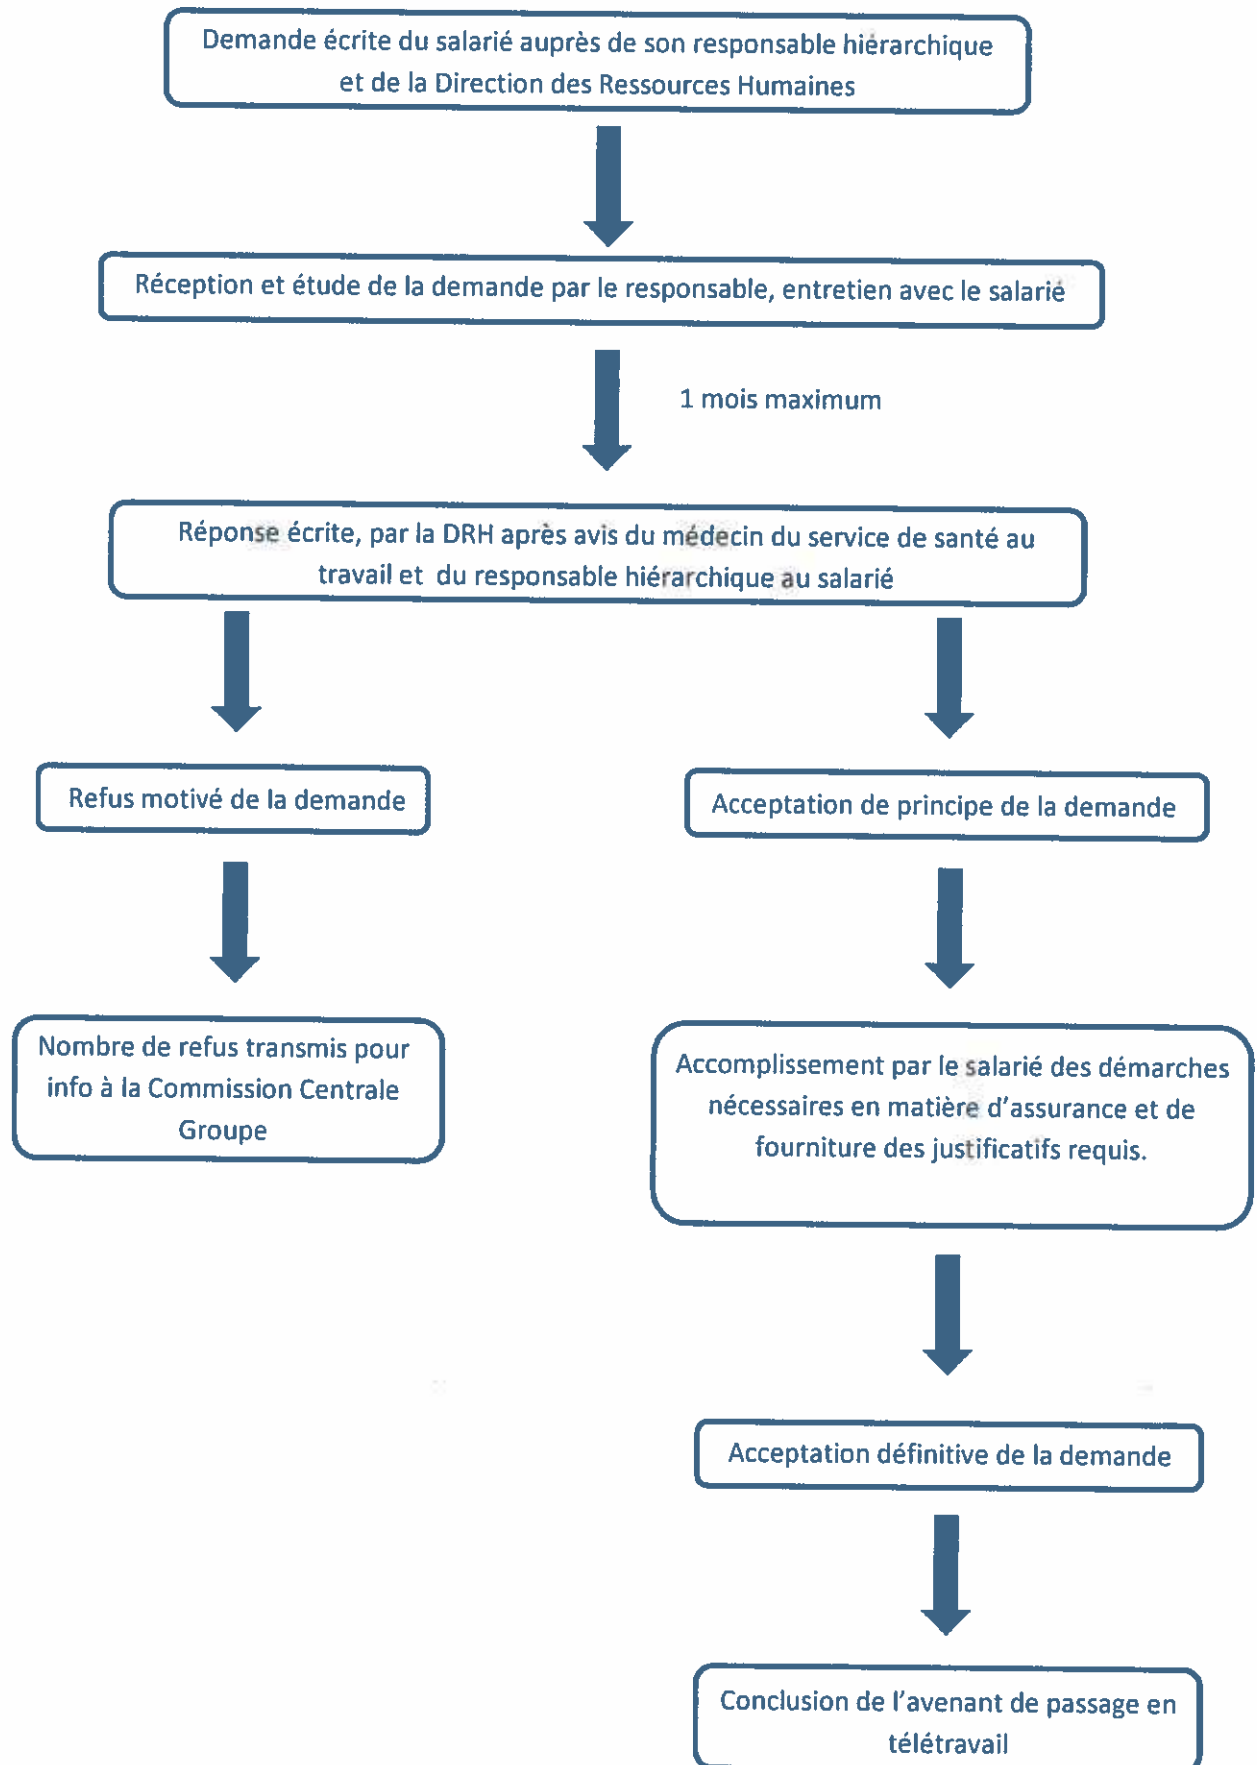 Demande écrite du salarié auprès de son responsable hiérarchique
et de la Direction des Ressources Humaines
Réception et étude de la demande par le responsable, entretien avec le salarié
1 mois maximum
Réponse écrite, par la DRH après avis du médecin du service de santé au
travail et du responsable hiérarchique au salarié
Refus motivé de la demande
Acceptation de principe de la demande
Nombre de refus transmis pour
info à la Commission Centrale
Groupe
Accomplissement par le salarié des démarches
nécessaires en matière d'assurance et de
fourniture des justificatifs requis.
Acceptation définitive de la demande
Conclusion de l'avenant de passage en
télétravail